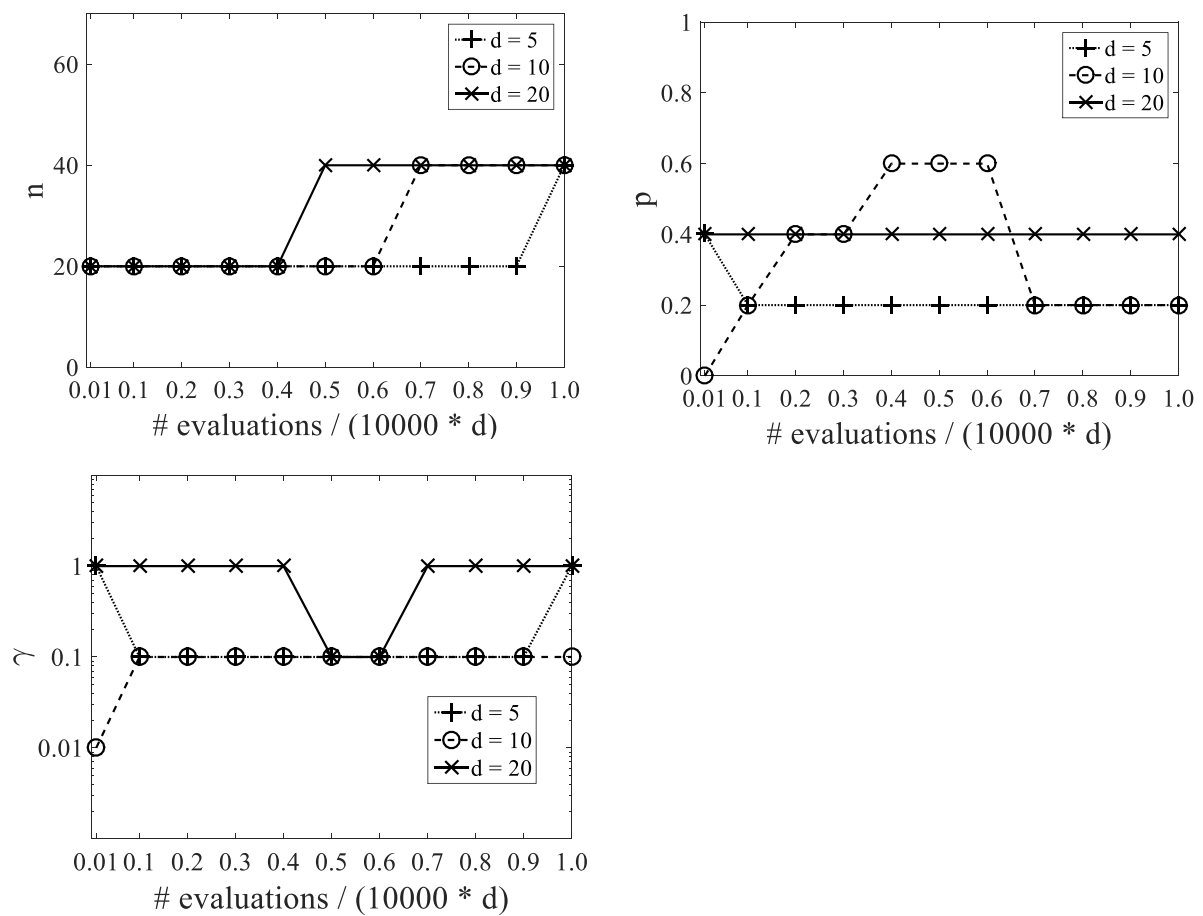 n
60
40
20
0
0.01 0.1 0.2 0.3 0.4 0.5 0.6 0.7 0.8 0.9 1.0
# evaluations / (10000 * d)
d = 5
d = 10
d = 20
p
1
0.8
0.6
0.4
0.2
0
0.01 0.1 0.2 0.3 0.4 0.5 0.6 0.7 0.8 0.9 1.0
# evaluations / (10000 * d)
d = 5
d = 10
d = 20
γ
1
0.1
0.01
0.01 0.1 0.2 0.3 0.4 0.5 0.6 0.7 0.8 0.9 1.0
# evaluations / (10000 * d)
d = 5
d = 10
d = 20